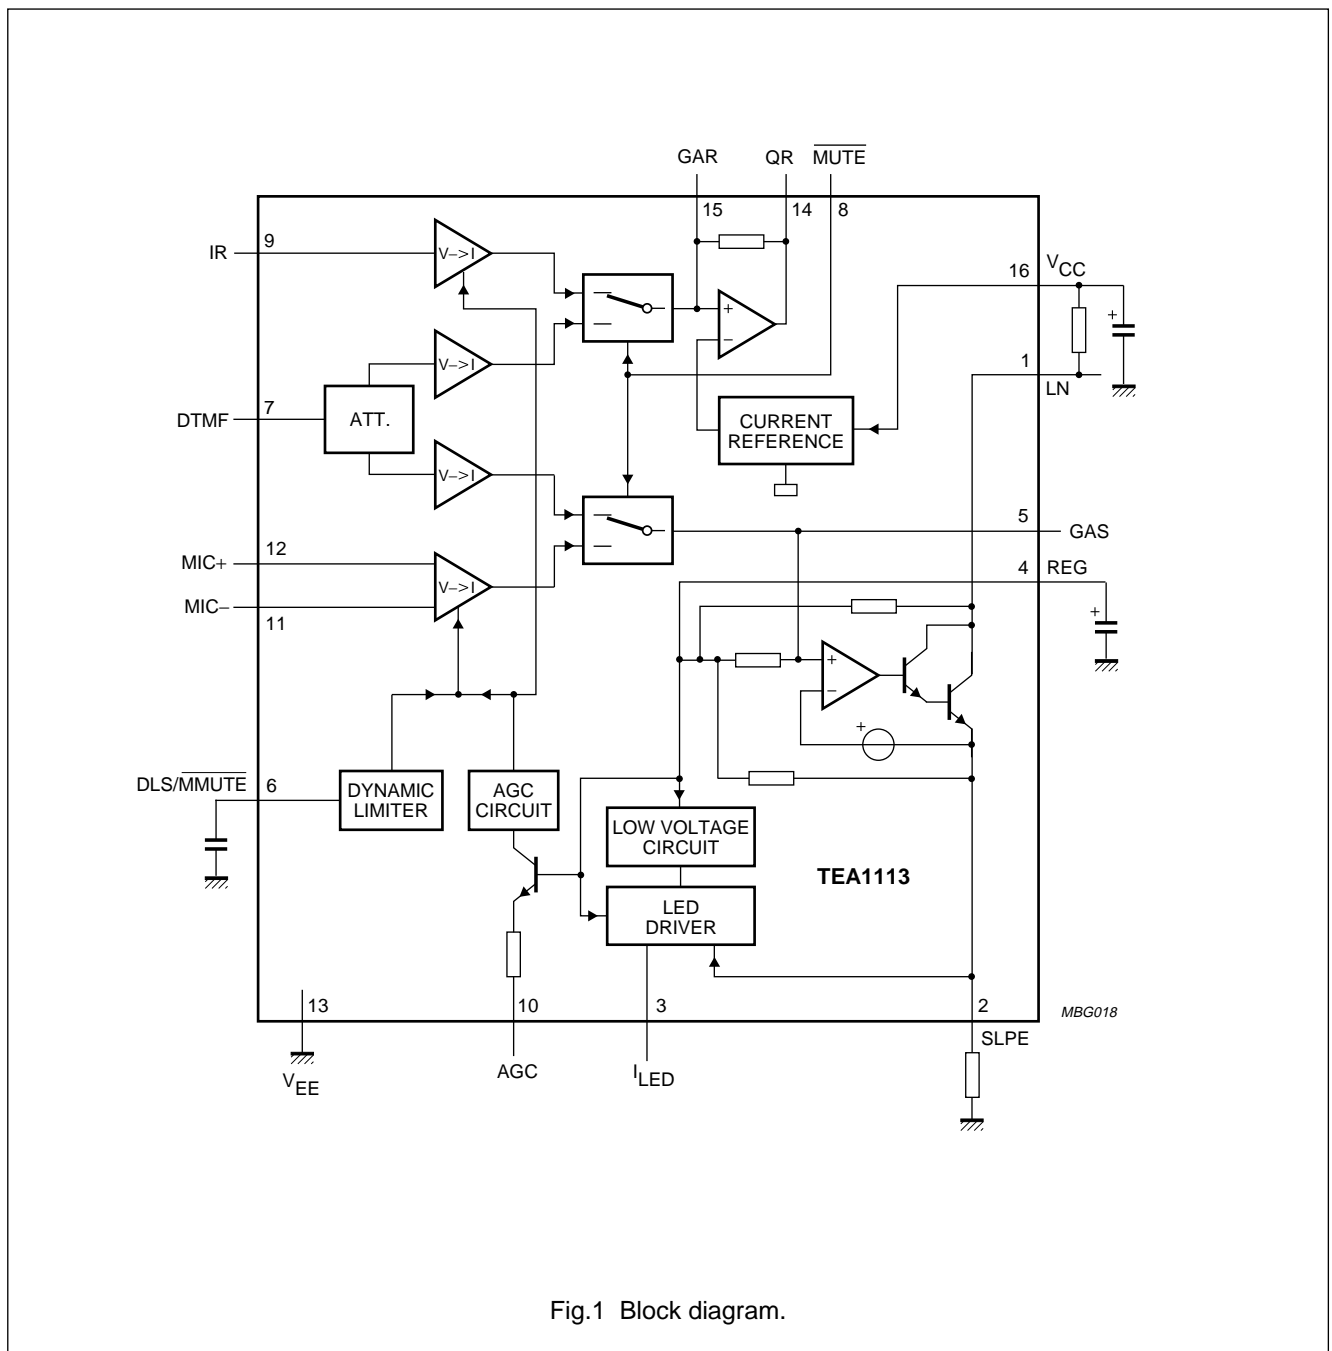 GAR QR MUTE
15 14 8
IR 9 V–>I
16 VCC
V–>I
1
LN
DTMF 7 ATT.
CURRENT
REFERENCE
V–>I
5 GAS
MIC+ 12
4 REG
V–>I
MIC–
11
+
+
–
+
+
–
+
DLS/MMUTE 6
DYNAMIC
LIMITER
AGC
CIRCUIT
LOW VOLTAGE
CIRCUIT
TEA1113
LED
DRIVER
13 10 3 2
MBG018
SLPE
VEE
AGC
ILED
Fig.1 Block diagram.